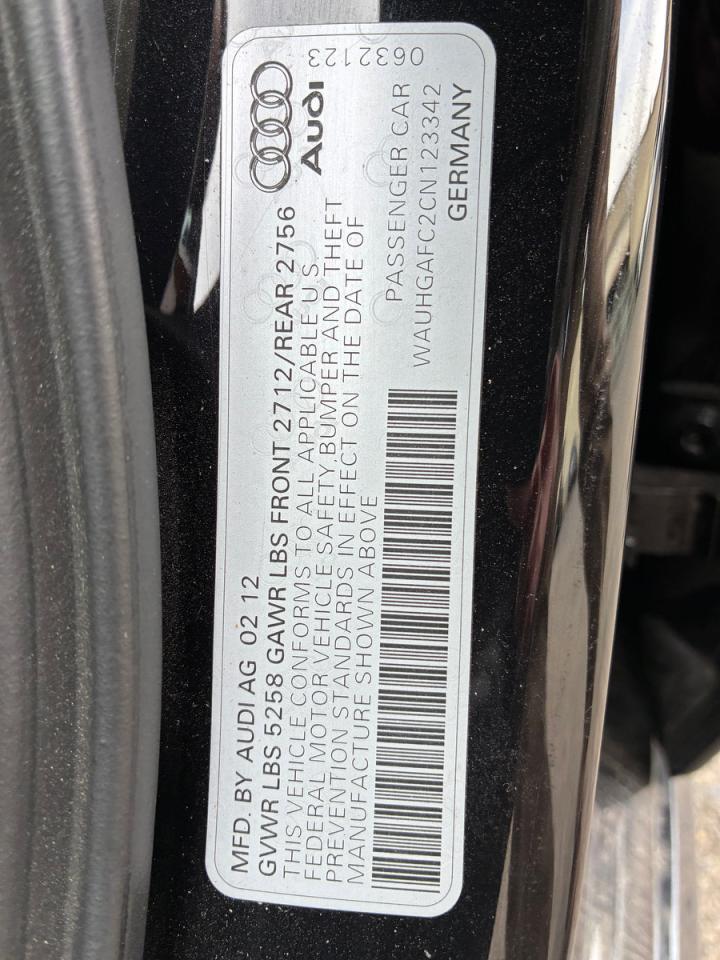 MFD. BY AUDI AG 02 12
GVWR LBS 5258 GAWR LBS FRONT 2712/REAR 2756
THIS VEHICLE CONFORMS TO ALL APPLICABLE U S
FEDERAL MOTOR VEHICLE SAFETY, BUMPER AND THEFT
PREVENTION STANDARDS IN EFFECT ON THE DATE OF
MANUFACTURE SHOWN ABOVE
Audi
PASSENGER CAR
WAUHGAFC2CN123342
GERMANY
0632123